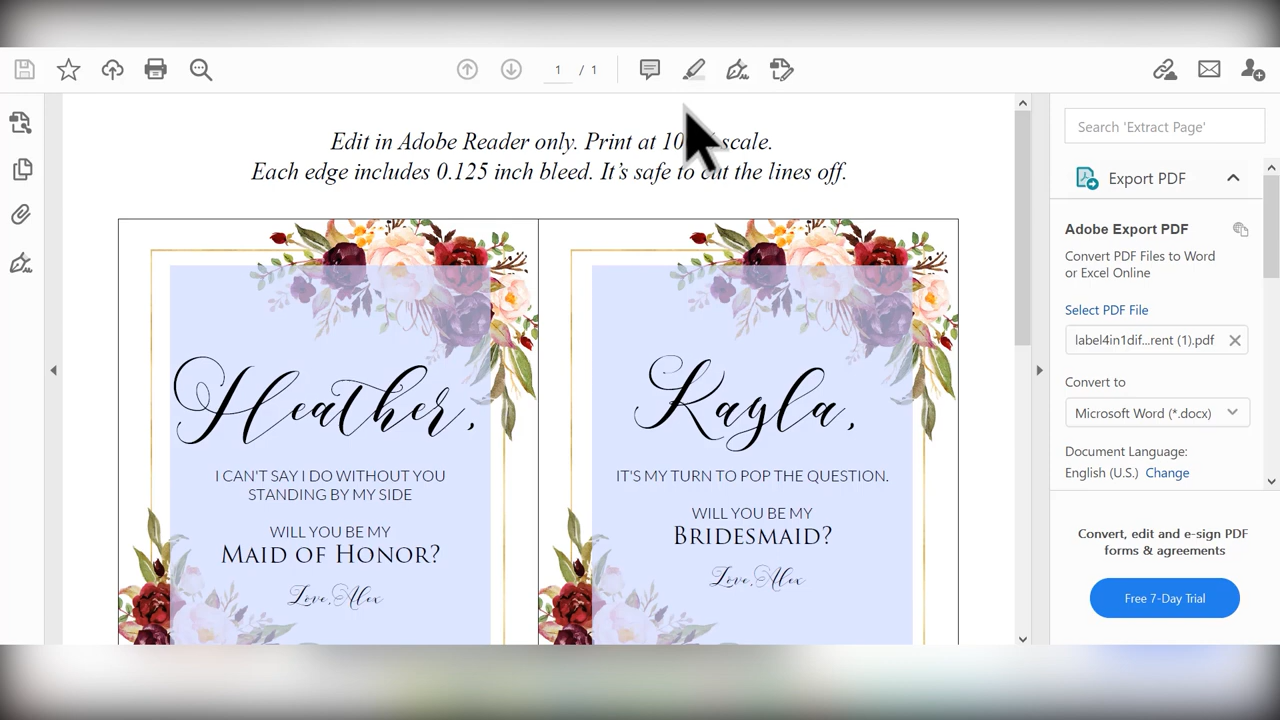 1 / 1
Edit in Adobe Reader only. Print at 10 scale.
Each edge includes 0.125 inch bleed. It's safe to cut the lines off.
Search 'Extract Page'
Export PDF
Adobe Export PDF
Convert PDF Files to Word
or Excel Online
Select PDF File
label4in1dif...rent (1).pdf
Convert to
Microsoft Word (*.docx)
Document Language:
English (U.S.) Change
Convert, edit and e-sign PDF
forms & agreements
Free 7-Day Trial
Heather,
I CAN'T SAY I DO WITHOUT YOU
STANDING BY MY SIDE
WILL YOU BE MY
MAID OF HONOR?
Love, Alex
Kayla,
IT'S MY TURN TO POP THE QUESTION.
WILL YOU BE MY
BRIDESMAID?
Love, Alex